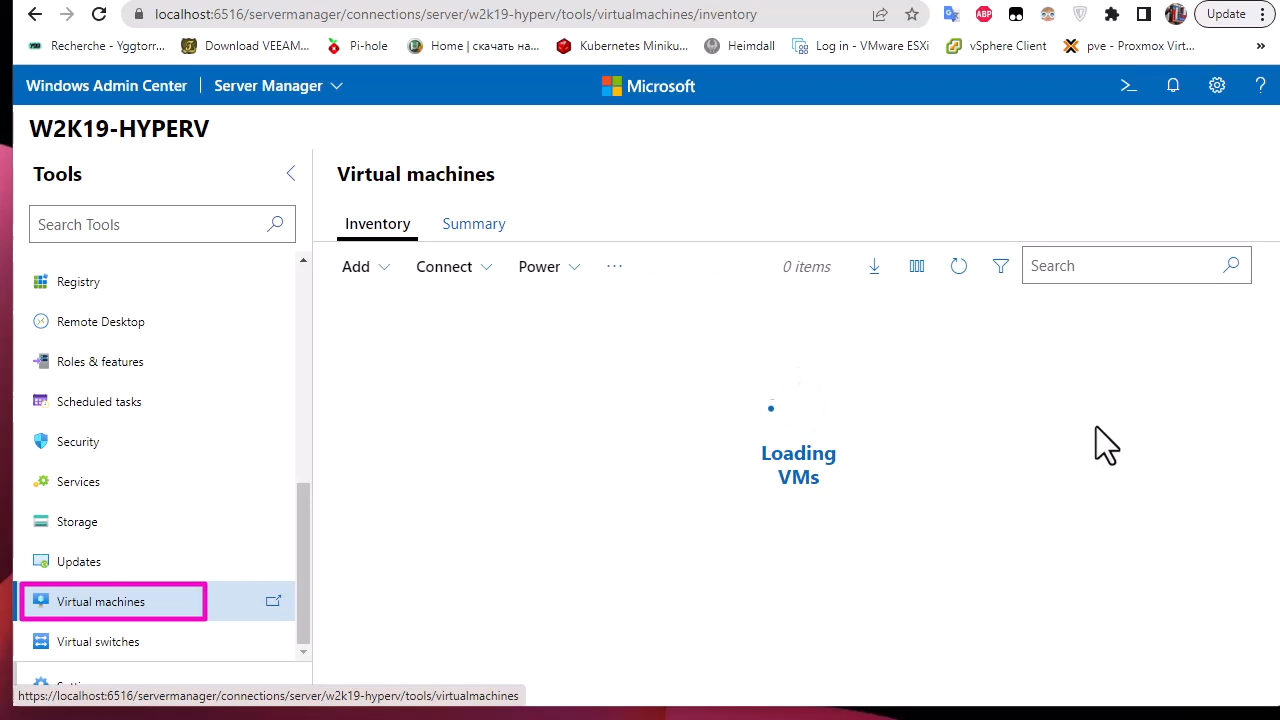 localhost:6516/servermanager/connections/server/w2k19-hyperv/tools/virtualmachines/inventory
ABP
Update
Recherche - Yggtorr...
Download VEEAM...
Pi-hole
Home | скачать на...
Kubernetes Miniku...
Heimdall
Log in - VMware ESXi
vSphere Client
pve - Proxmox Virt...
»
Windows Admin Center
Server Manager
Microsoft
?
W2K19-HYPERV
Tools
Search Tools
Registry
Remote Desktop
Roles & features
Scheduled tasks
Security
Services
Storage
Updates
Virtual machines
Virtual switches
Virtual machines
Inventory
Summary
Add
Connect
Power
...
0 items
Search
Loading
VMs
https://localhost:6516/servermanager/connections/server/w2k19-hyperv/tools/virtualmachines